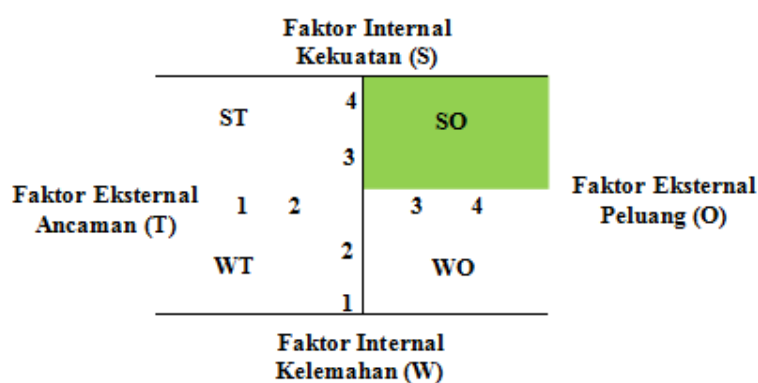 Faktor Internal
Kekuatan (S)
ST
4
SO
3
Faktor Eksternal
Ancaman (T)
1 2
3 4
Faktor Eksternal
Peluang (O)
WT
2
WO
1
Faktor Internal
Kelemahan (W)